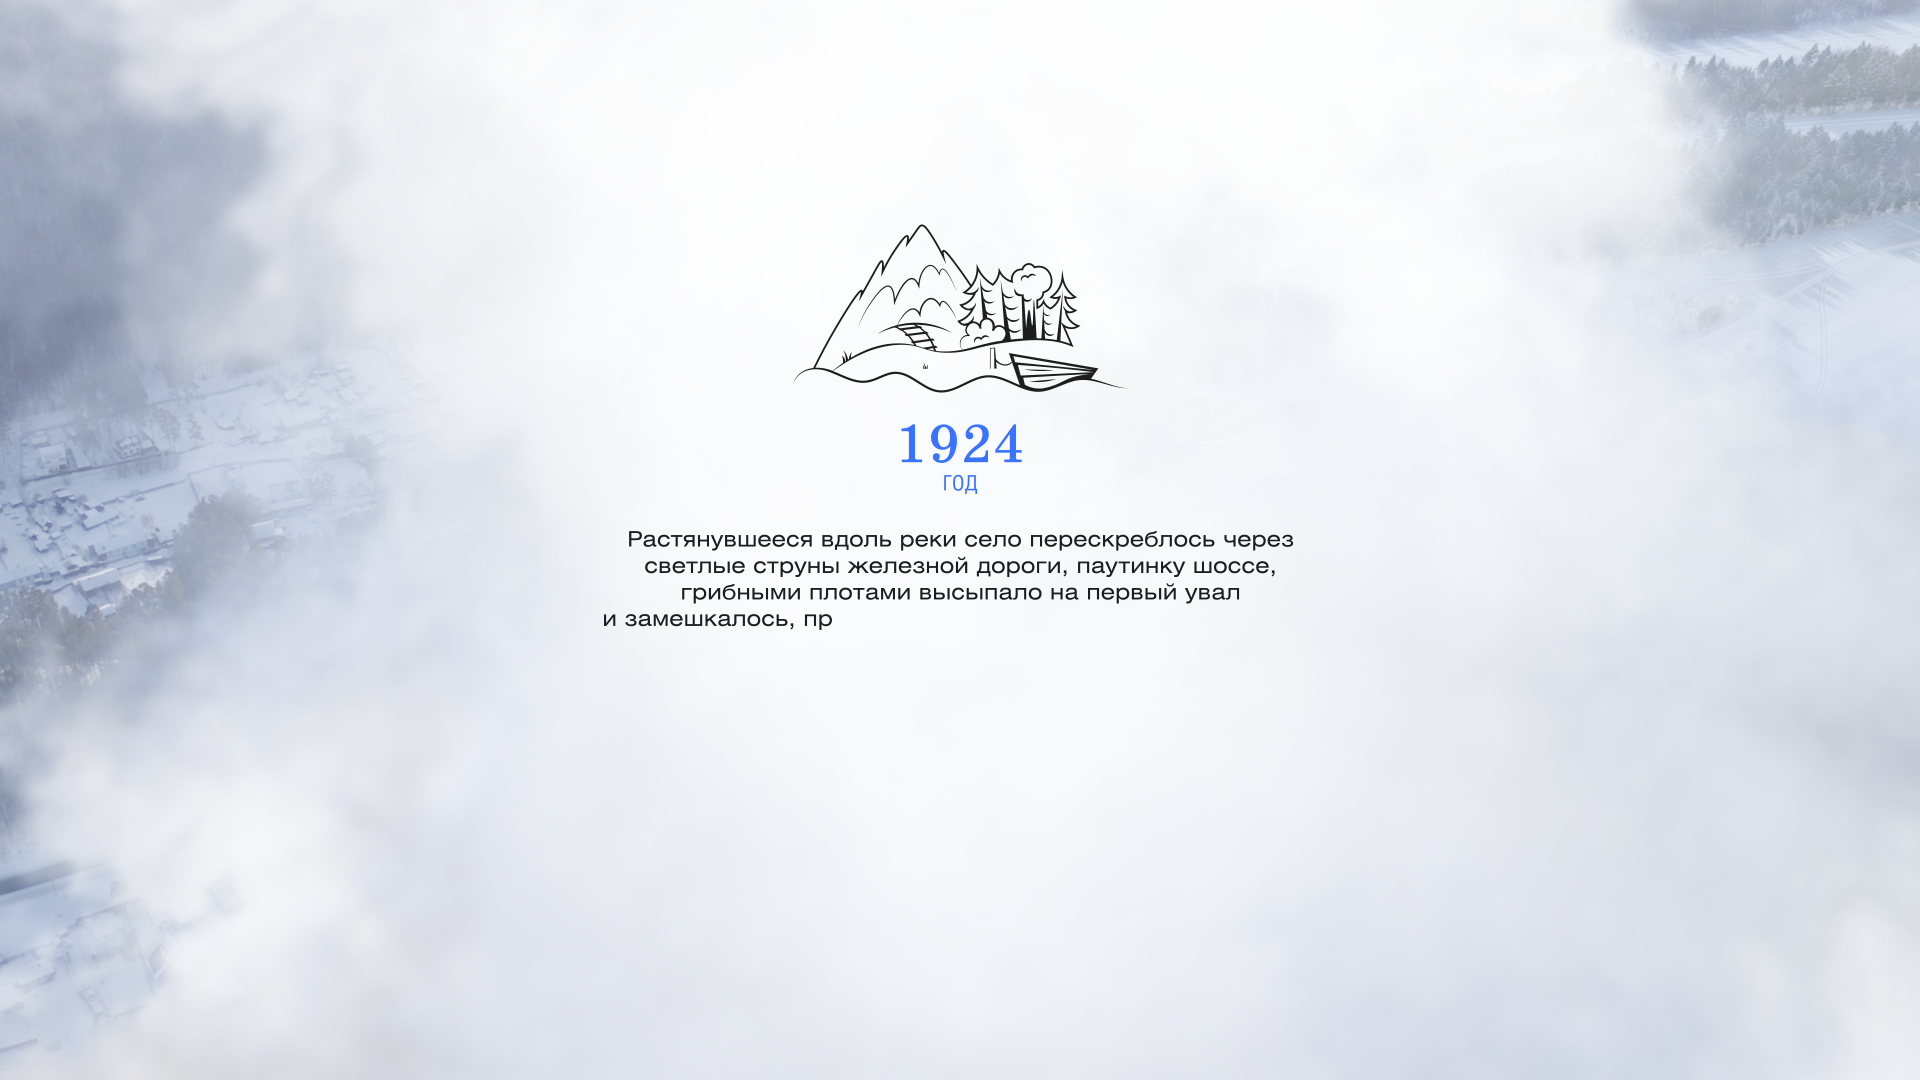 1924
ГОД
Растянувшееся вдоль реки село перескреблось через
светлые струны железной дороги, паутинку шоссе,
грибными плотами высыпало на первый увал
и замешкалось, пр